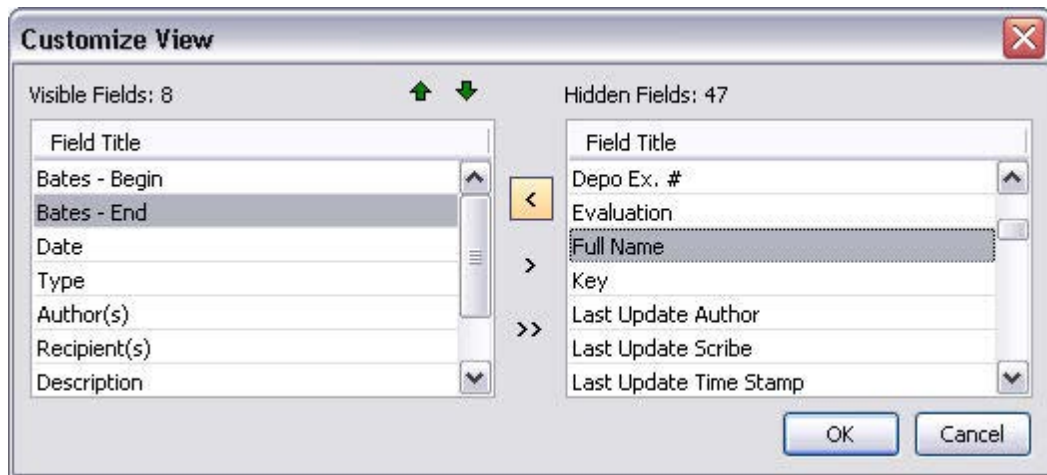 Customize View
Visible Fields: 8
Hidden Fields: 47
Field Title
Bates - Begin
Bates - End
Date
Type
Author(s)
Recipient(s)
Description
<
>
>>
Field Title
Depo Ex. #
Evaluation
Full Name
Key
Last Update Author
Last Update Scribe
Last Update Time Stamp
OK
Cancel